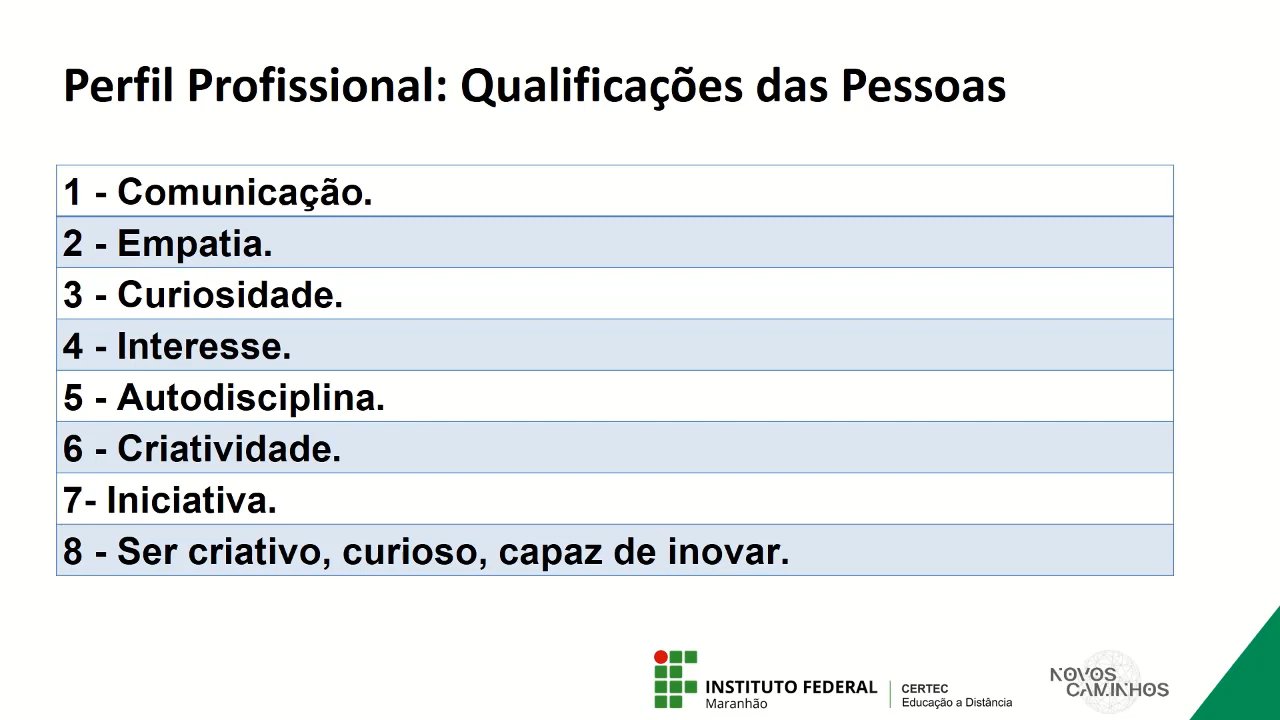 Perfil Profissional: Qualificações das Pessoas
1 - Comunicação.
2 - Empatia.
3 - Curiosidade.
4 - Interesse.
5 - Autodisciplina.
6 - Criatividade.
7- Iniciativa.
8 - Ser criativo, curioso, capaz de inovar.
INSTITUTO FEDERAL
Maranhão
CERTEC
Educação a Distância
NOVOS
CAMINHOS